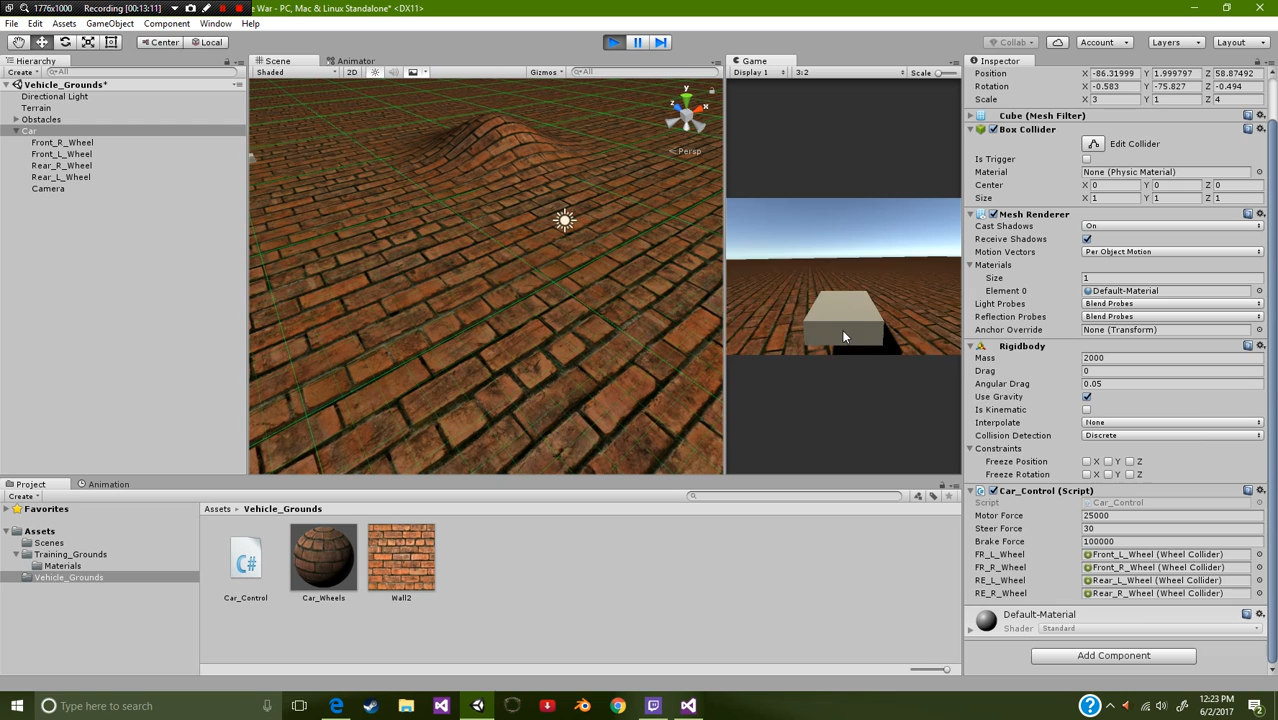 1776x1000 Recording [00:13:11] e War - PC, Mac & Linux Standalone* <DX11>
File Edit Assets GameObject Component Window Help
Center Local Collab Account Layers Layout
Hierarchy Scene Animator Game Inspector
Create All Shaded 2D Gizmos All Display 1 3:2 Scale
Vehicle_Grounds*
Directional Light
Terrain
Obstacles
Car
Front_R_Wheel
Front_L_Wheel
Rear_R_Wheel
Rear_L_Wheel
Camera
y
x
z
Persp
Position X -86.31999 Y 1.999797 Z 58.87492
Rotation X -0.583 Y -75.827 Z -0.494
Scale X 3 Y 1 Z 4
Cube (Mesh Filter)
Box Collider
Edit Collider
Is Trigger
Material None (Physic Material)
Center X 0 Y 0 Z 0
Size X 1 Y 1 Z 1
Mesh Renderer
Cast Shadows On
Receive Shadows
Motion Vectors Per Object Motion
Materials
Size 1
Element 0 Default-Material
Light Probes Blend Probes
Reflection Probes Blend Probes
Anchor Override None (Transform)
Rigidbody
Mass 2000
Drag 0
Angular Drag 0.05
Use Gravity
Is Kinematic
Interpolate None
Collision Detection Discrete
Constraints
Freeze Position X Y Z
Freeze Rotation X Y Z
Car_Control (Script)
Script Car_Control
Motor Force 25000
Steer Force 30
Brake Force 100000
FR_L_Wheel Front_L_Wheel (Wheel Collider)
FR_R_Wheel Front_R_Wheel (Wheel Collider)
RE_L_Wheel Rear_L_Wheel (Wheel Collider)
RE_R_Wheel Rear_R_Wheel (Wheel Collider)
Default-Material
Shader Standard
Add Component
Project Animation
Create
Favorites
Assets
Scenes
Training_Grounds
Materials
Vehicle_Grounds
Assets Vehicle_Grounds
C#
Car_Control Car_Wheels Wall2
Type here to search
12:23 PM
6/2/2017
2